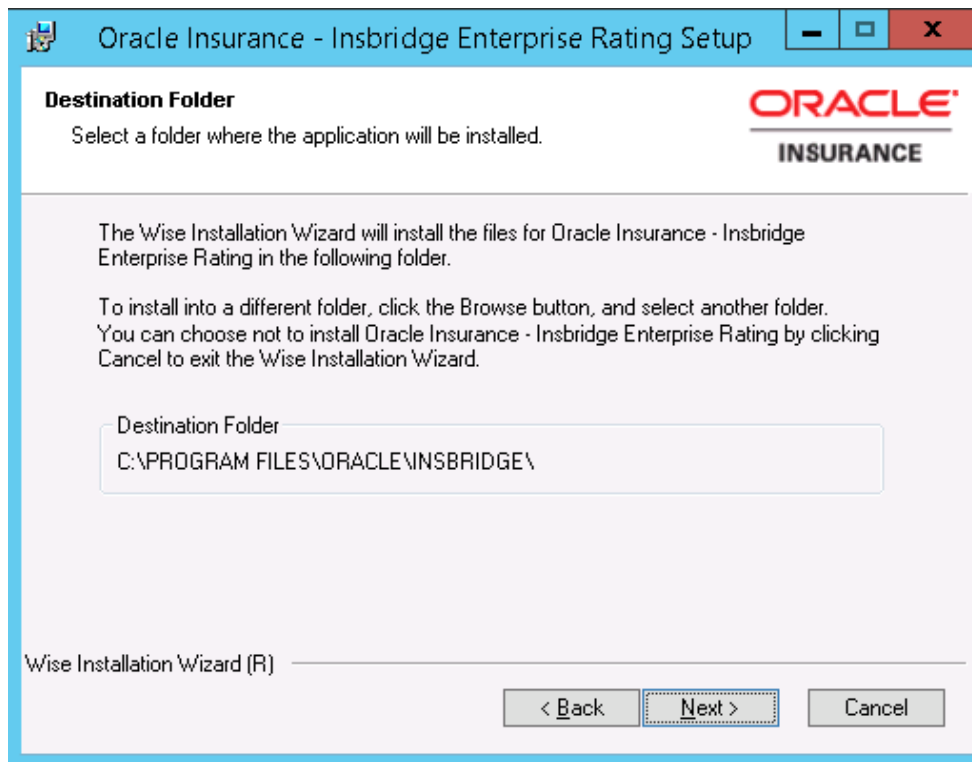 Oracle Insurance - Insbridge Enterprise Rating Setup
Destination Folder
Select a folder where the application will be installed.
ORACLE
INSURANCE
The Wise Installation Wizard will install the files for Oracle Insurance - Insbridge
Enterprise Rating in the following folder.
To install into a different folder, click the Browse button, and select another folder.
You can choose not to install Oracle Insurance - Insbridge Enterprise Rating by clicking
Cancel to exit the Wise Installation Wizard.
Destination Folder
C:\PROGRAM FILES\ORACLE\INSBRIDGE\
Wise Installation Wizard (R)
< Back Next > Cancel